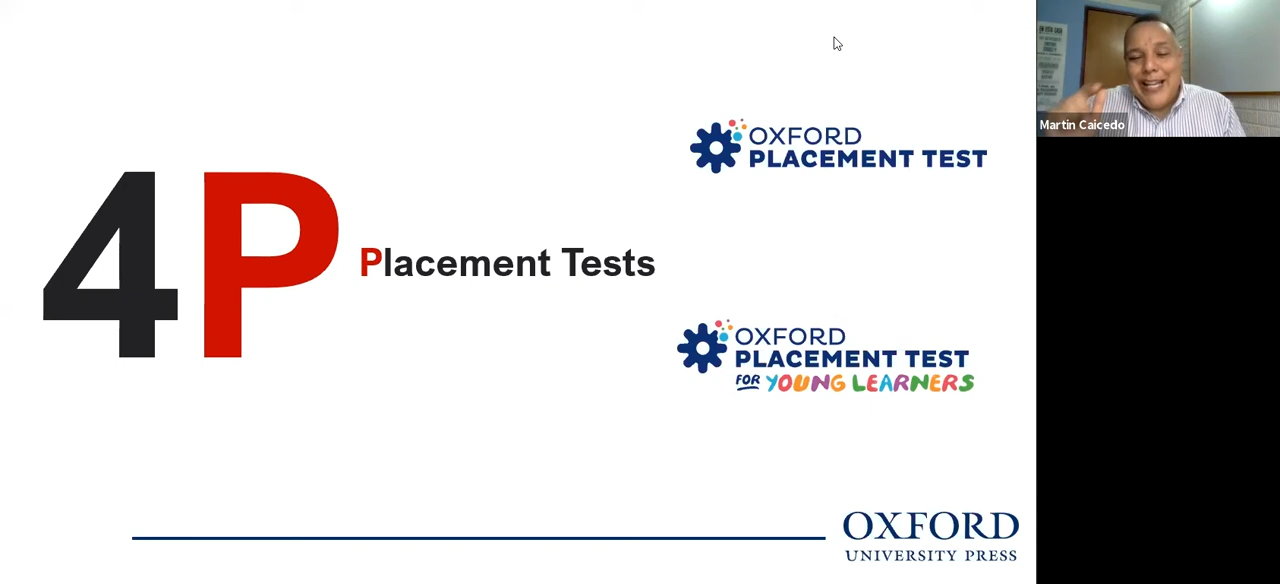 4P
Placement Tests
OXFORD
PLACEMENT TEST
OXFORD
PLACEMENT TEST
FOR YOUNG LEARNERS
OXFORD
UNIVERSITY PRESS
Martin Caicedo